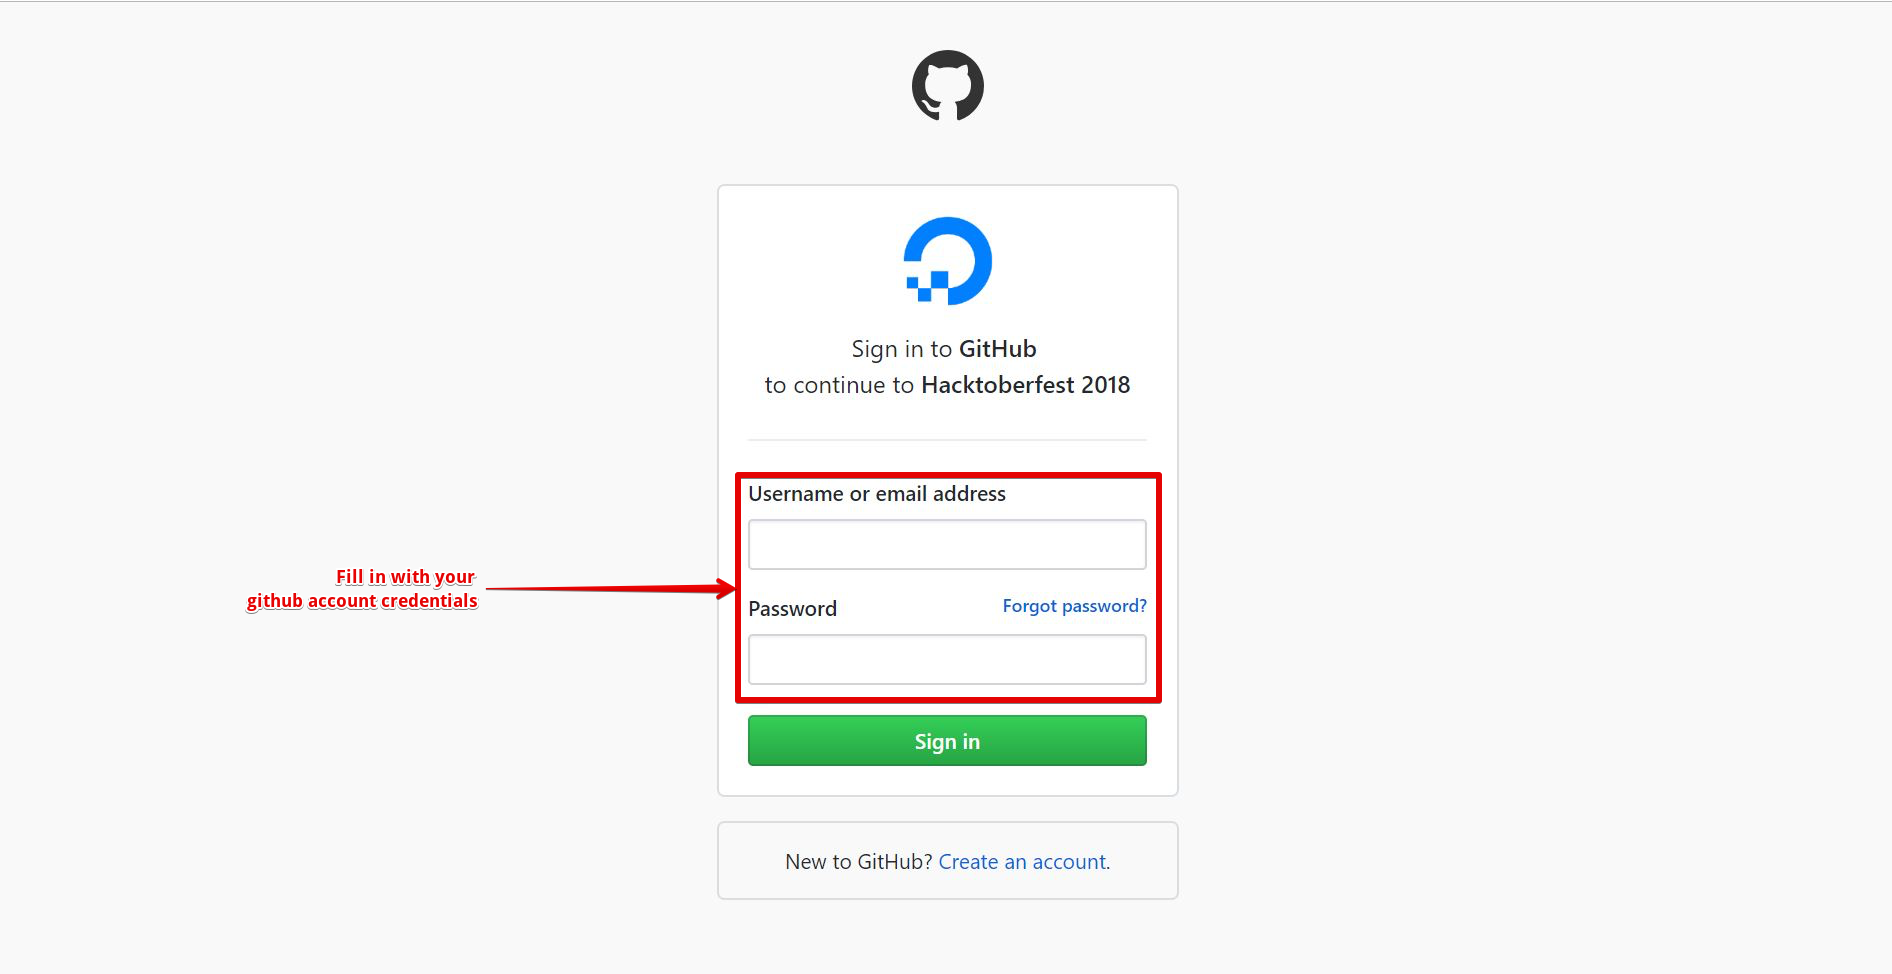 Sign in to GitHub
to continue to Hacktoberfest 2018
Username or email address
Fill in with your
github account credentials
Password
Forgot password?
Sign in
New to GitHub? Create an account.